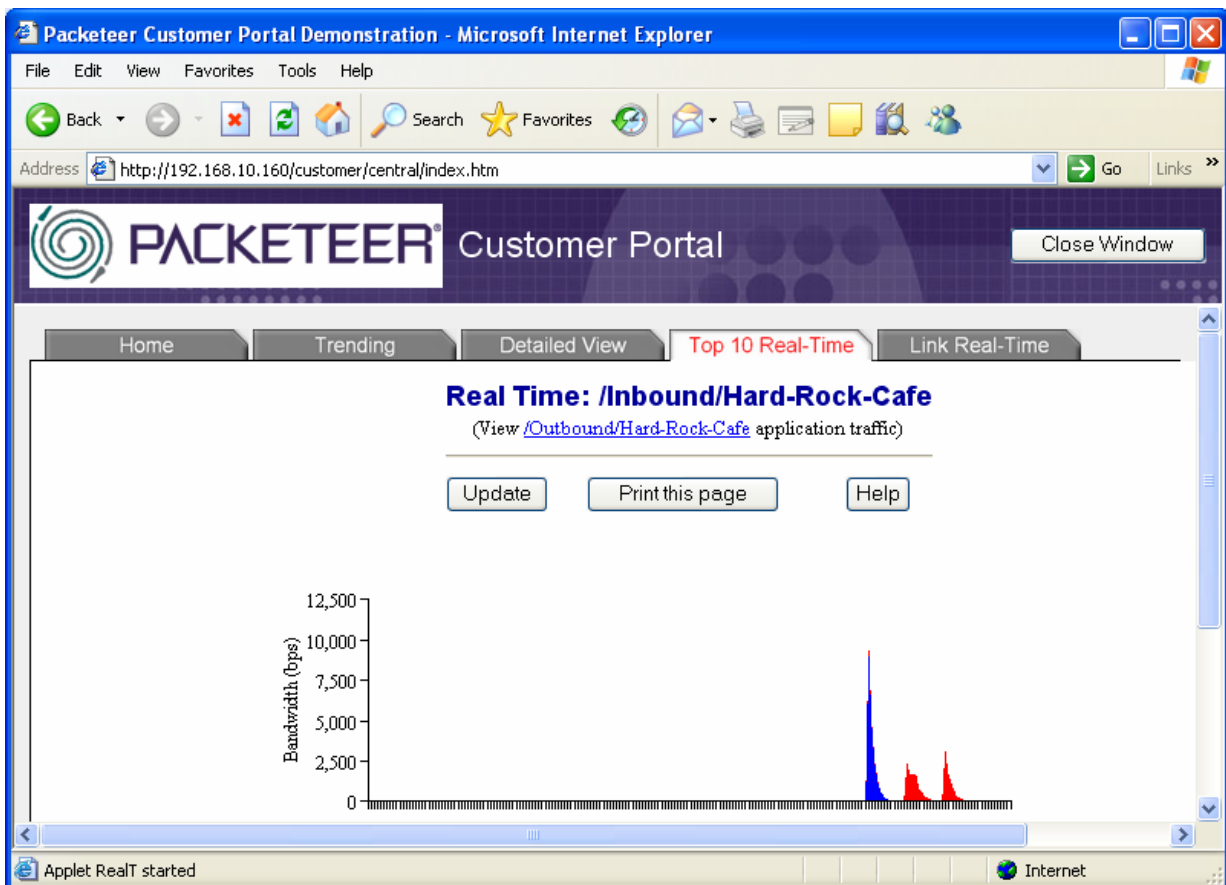 Packeteer Customer Portal Demonstration - Microsoft Internet Explorer
File Edit View Favorites Tools Help
Back Search Favorites
Address http://192.168.10.160/customer/central/index.htm Go Links »
PACKETEER® Customer Portal Close Window
Home Trending Detailed View Top 10 Real-Time Link Real-Time
Real Time: /Inbound/Hard-Rock-Cafe
(View /Outbound/Hard-Rock-Cafe application traffic)
Update Print this page Help
12,500
10,000
7,500
5,000
2,500
0
Bandwidth (bps)
Applet RealT started Internet